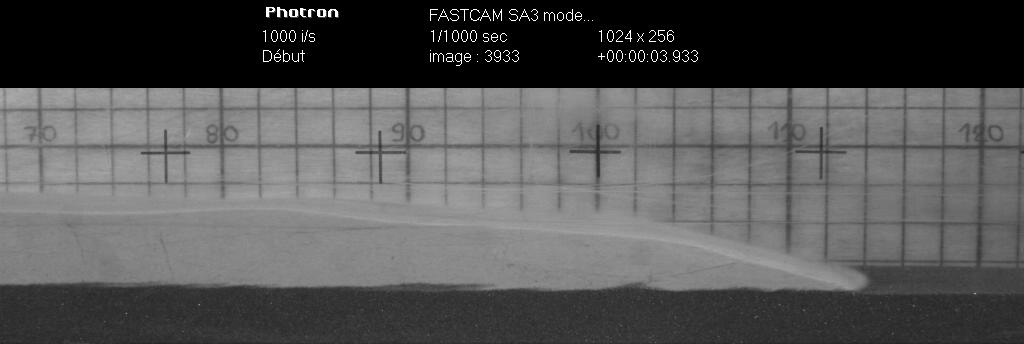 Photron FASTCAM SA3 mode...
1000 i/s 1/1000 sec 1024 x 256
Début image : 3933 +00:00:03.933
70 80 90 100 110 120